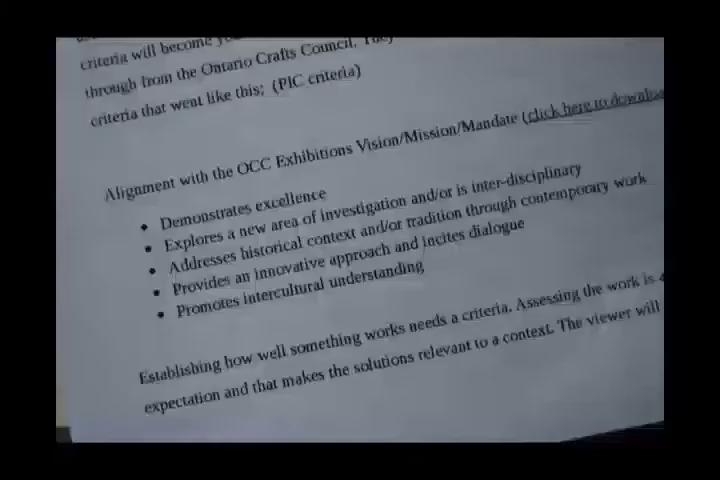 criteria will become
through from the Ontario Crafts Council. They
criteria that went like this; (PIC criteria)
Alignment with the OCC Exhibitions Vision/Mission/Mandate (click here to download
• Demonstrates excellence
• Explores a new area of investigation and/or is inter-disciplinary
• Addresses historical context and/or tradition through contemporary work
• Provides an innovative approach and incites dialogue
• Promotes intercultural understanding
Establishing how well something works needs a criteria. Assessing the work is
expectation and that makes the solutions relevant to a context. The viewer will